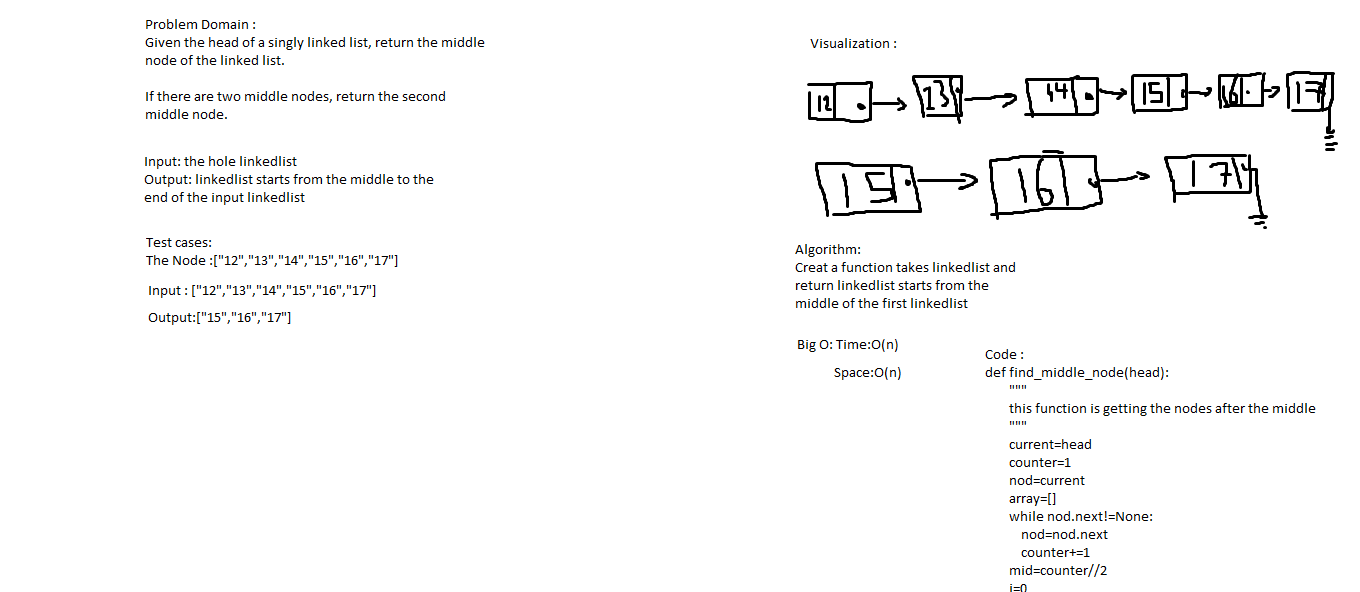 Problem Domain :
Given the head of a singly linked list, return the middle
node of the linked list.
If there are two middle nodes, return the second
middle node.
Input: the hole linkedlist
Output: linkedlist starts from the middle to the
end of the input linkedlist
Test cases:
The Node :["12","13","14","15","16","17"]
Input : ["12","13","14","15","16","17"]
Output:["15","16","17"]
Visualization :
12 13 14 15 16 17
15 16 17
Algorithm:
Creat a function takes linkedlist and
return linkedlist starts from the
middle of the first linkedlist
Big O: Time:O(n)
Space:O(n)
Code :
def find_middle_node(head):
"""
this function is getting the nodes after the middle
"""
current=head
counter=1
nod=current
array=[]
while nod.next!=None:
nod=nod.next
counter+=1
mid=counter//2
i=0